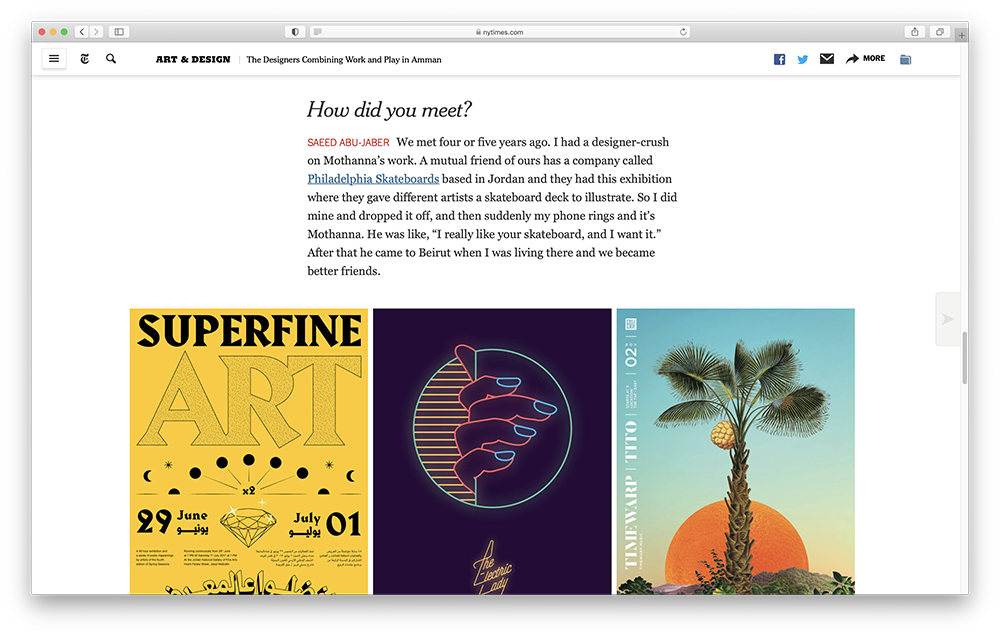 nytimes.com
ART & DESIGN | The Designers Combining Work and Play in Amman
MORE
How did you meet?
SAEED ABU-JABER We met four or five years ago. I had a designer-crush
on Mothanna’s work. A mutual friend of ours has a company called
Philadelphia Skateboards based in Jordan and they had this exhibition
where they gave different artists a skateboard deck to illustrate. So I did
mine and dropped it off, and then suddenly my phone rings and it’s
Mothanna. He was like, “I really like your skateboard, and I want it.”
After that he came to Beirut when I was living there and we became
better friends.
SUPERFINE
ART
x2
29 June
يونيو
July 01
يوليو
The
Electric
Lady
TIMEWARP | TITO
02